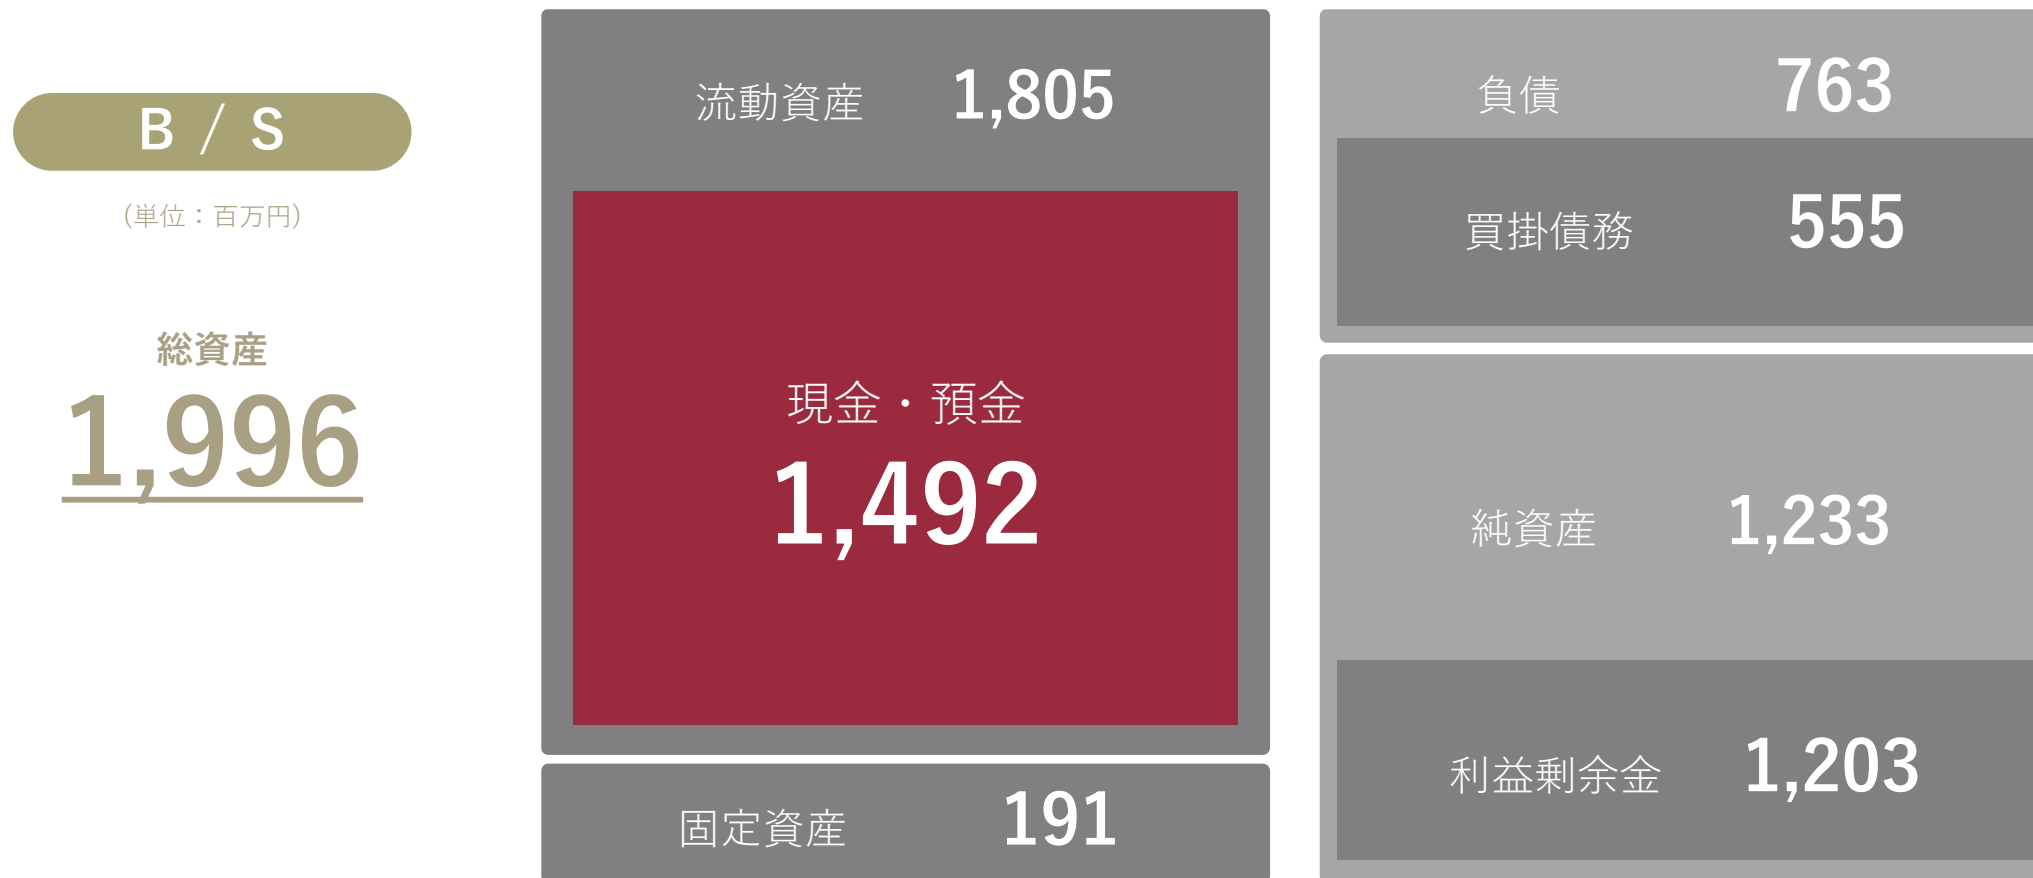 B / S
(単位：百万円)
総資産
1,996
流動資産 1,805
現金・預金
1,492
固定資産 191
負債 763
買掛債務 555
純資産 1,233
利益剰余金 1,203